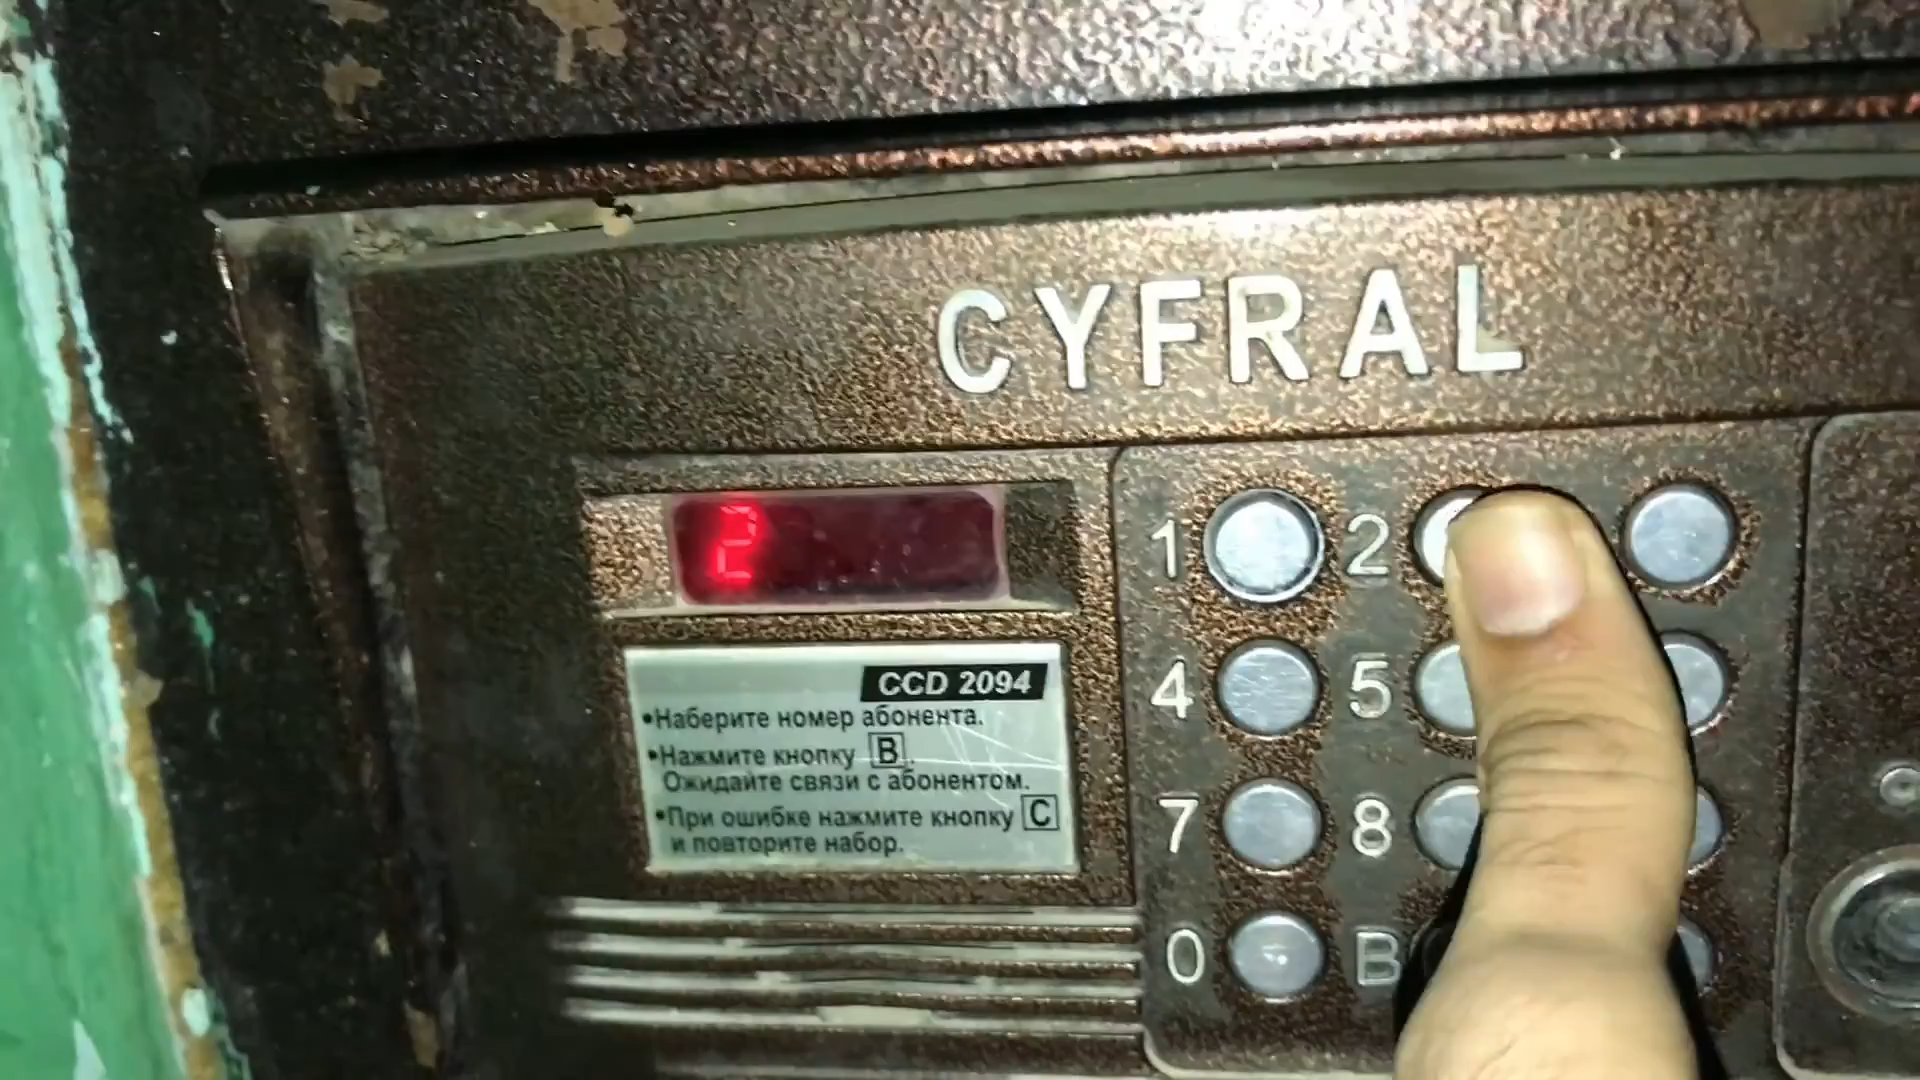 CYFRAL
2
1 2
4 5
7 8
0 B
CCD 2094
•Наберите номер абонента.
•Нажмите кнопку B.
Ожидайте связи с абонентом.
•При ошибке нажмите кнопку C
и повторите набор.